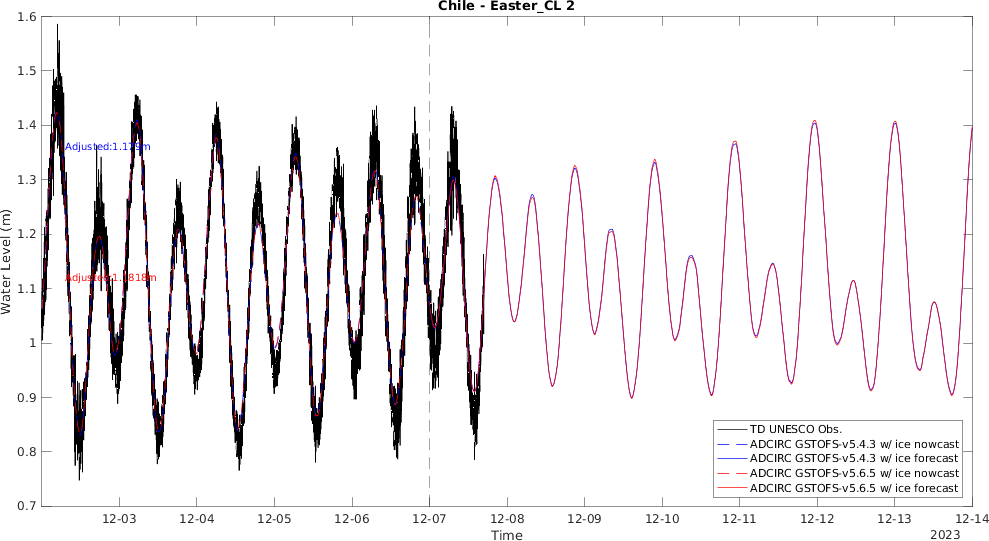 Chile - Easter_CL 2
1.6
1.5
1.4
1.3
1.2
1.1
1
0.9
0.8
0.7
Water Level (m)
Adjusted:1.179m
12-03
12-04
12-05
12-06
12-07
12-08
12-09
12-10
12-11
12-12
12-13
12-14
Time
2023
TD UNESCO Obs.
ADCIRC GSTOFS-v5.4.3 w/ ice nowcast
ADCIRC GSTOFS-v5.4.3 w/ ice forecast
ADCIRC GSTOFS-v5.6.5 w/ ice nowcast
ADCIRC GSTOFS-v5.6.5 w/ ice forecast